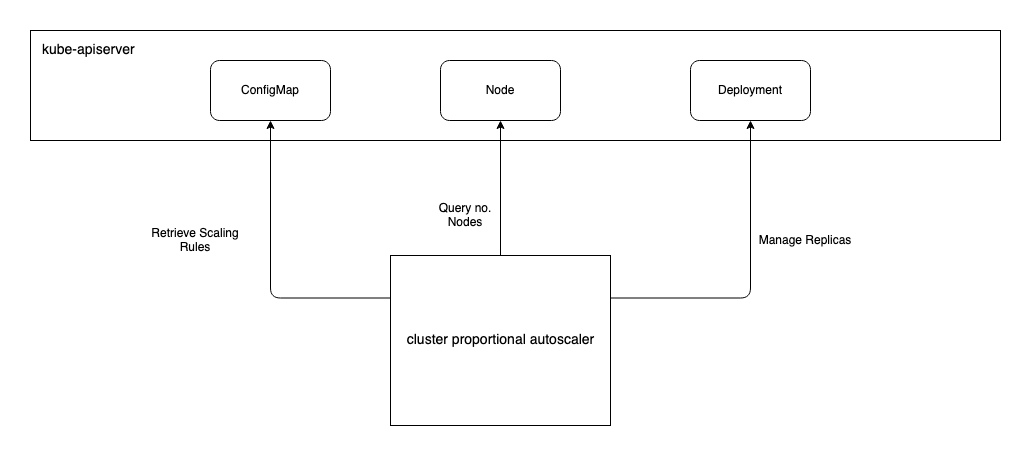 kube-apiserver
ConfigMap
Node
Deployment
Query no.
Nodes
Retrieve Scaling
Rules
Manage Replicas
cluster proportional autoscaler